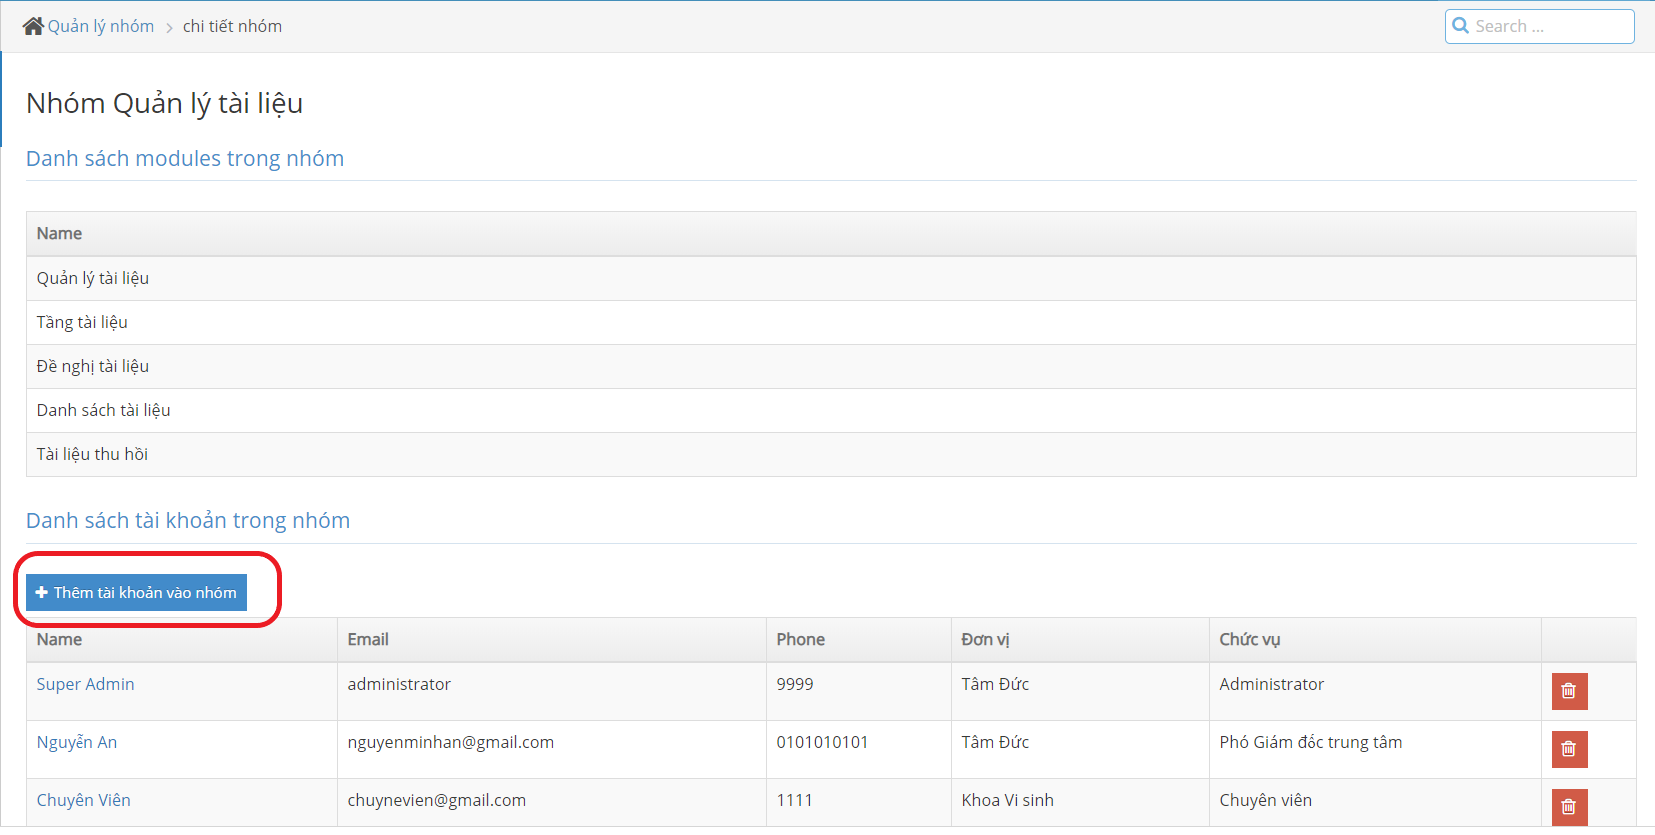 Quản lý nhóm > chi tiết nhóm Search ...
Nhóm Quản lý tài liệu
Danh sách modules trong nhóm
Name
Quản lý tài liệu
Tầng tài liệu
Đề nghị tài liệu
Danh sách tài liệu
Tài liệu thu hồi
Danh sách tài khoản trong nhóm
+ Thêm tài khoản vào nhóm
Name Email Phone Đơn vị Chức vụ
Super Admin administrator 9999 Tâm Đức Administrator
Nguyễn An nguyenminhan@gmail.com 0101010101 Tâm Đức Phó Giám đốc trung tâm
Chuyên Viên chuynevien@gmail.com 1111 Khoa Vi sinh Chuyên viên